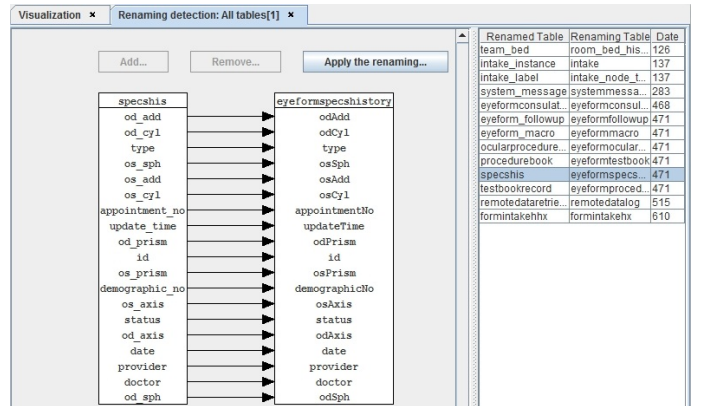 Visualization × Renaming detection: All tables[1] ×
Add... Remove... Apply the renaming...
specshis eyeformspecshistory
od_add odAdd
od_cyl odCyl
type type
os_sph osSph
os_add osAdd
os_cyl osCyl
appointment_no appointmentNo
update_time updateTime
od_prism odPrism
id id
os_prism osPrism
demographic_no demographicNo
os_axis osAxis
status status
od_axis odAxis
date date
provider provider
doctor doctor
od_sph odSph
Renamed Table Renaming Table Date
team_bed room_bed_his... 126
intake_instance intake 137
intake_label intake_node_t... 137
system_message systemmessa... 283
eyeformconsulat... eyeformconsul... 468
eyeform_followup eyeformfollowup 471
eyeform_macro eyeformmacro 471
ocularprocedure... eyeformocular... 471
procedurebook eyeformtestbook 471
specshis eyeformspecs... 471
testbookrecord eyeformproced... 471
remotedataretrie... remotedatalog 515
formintakehhx formintakehx 610